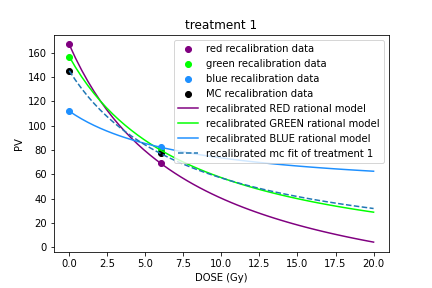 treatment 1
red recalibration data
green recalibration data
blue recalibration data
MC recalibration data
recalibrated RED rational model
recalibrated GREEN rational model
recalibrated BLUE rational model
recalibrated mc fit of treatment 1
PV
160
140
120
100
80
60
40
20
0
0.0 2.5 5.0 7.5 10.0 12.5 15.0 17.5 20.0
DOSE (Gy)